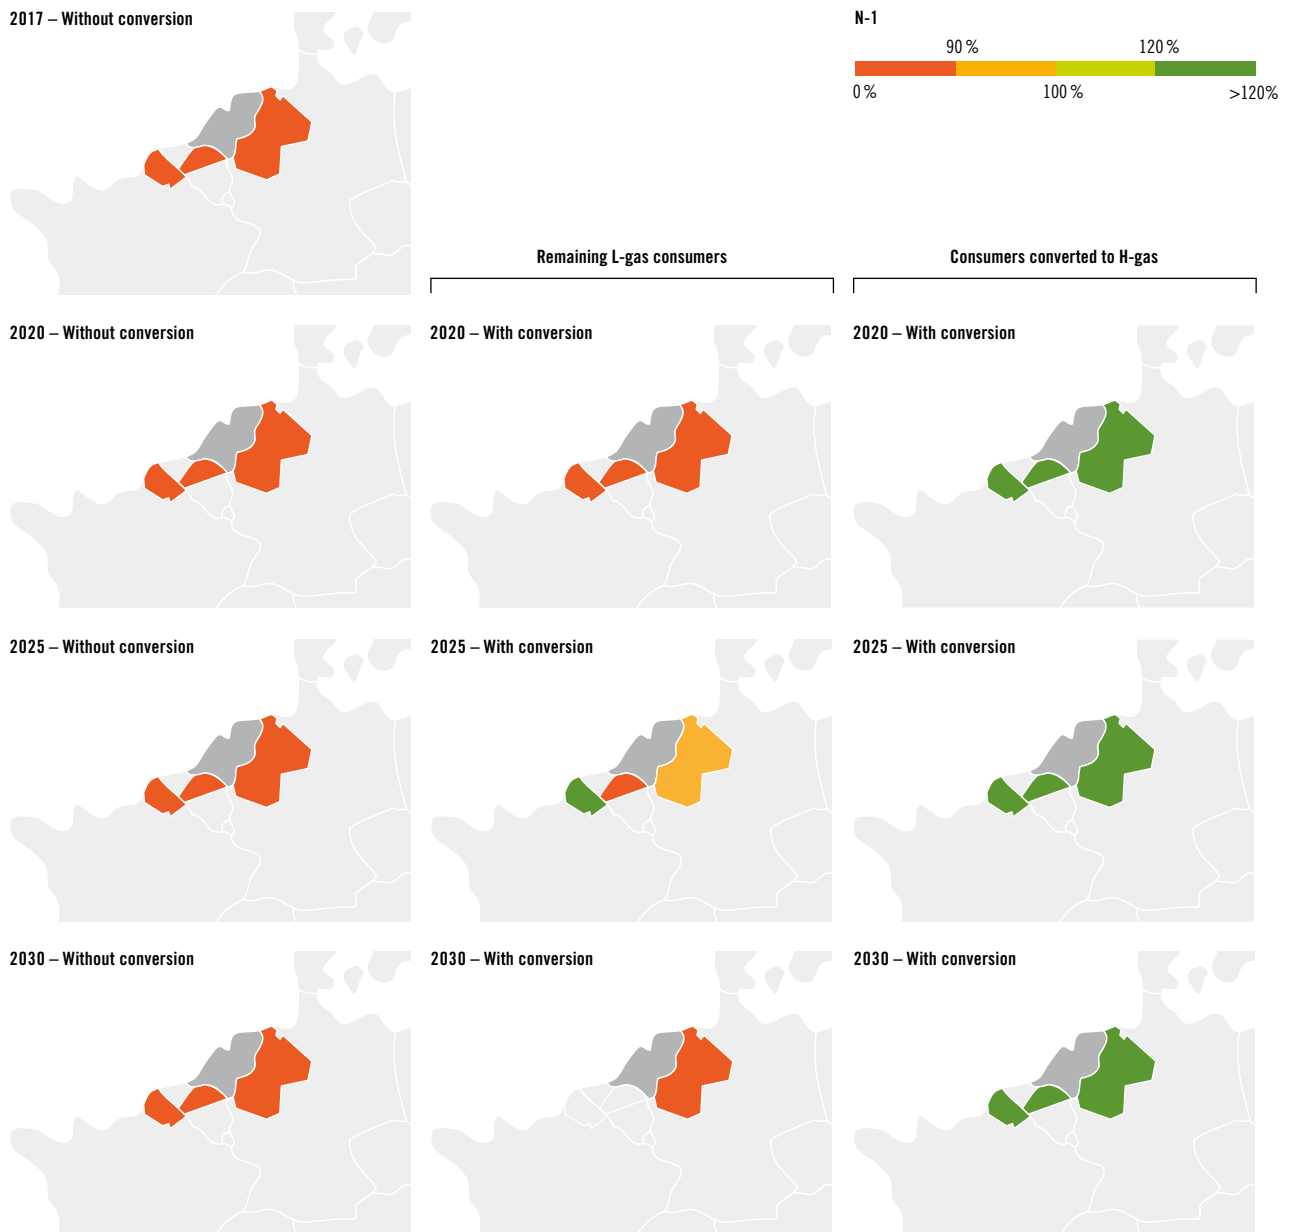 2017 – Without conversion
N-1
90 % 120 %
0 % 100 % >120%
Remaining L-gas consumers
Consumers converted to H-gas
2020 – Without conversion
2020 – With conversion
2020 – With conversion
2025 – Without conversion
2025 – With conversion
2025 – With conversion
2030 – Without conversion
2030 – With conversion
2030 – With conversion